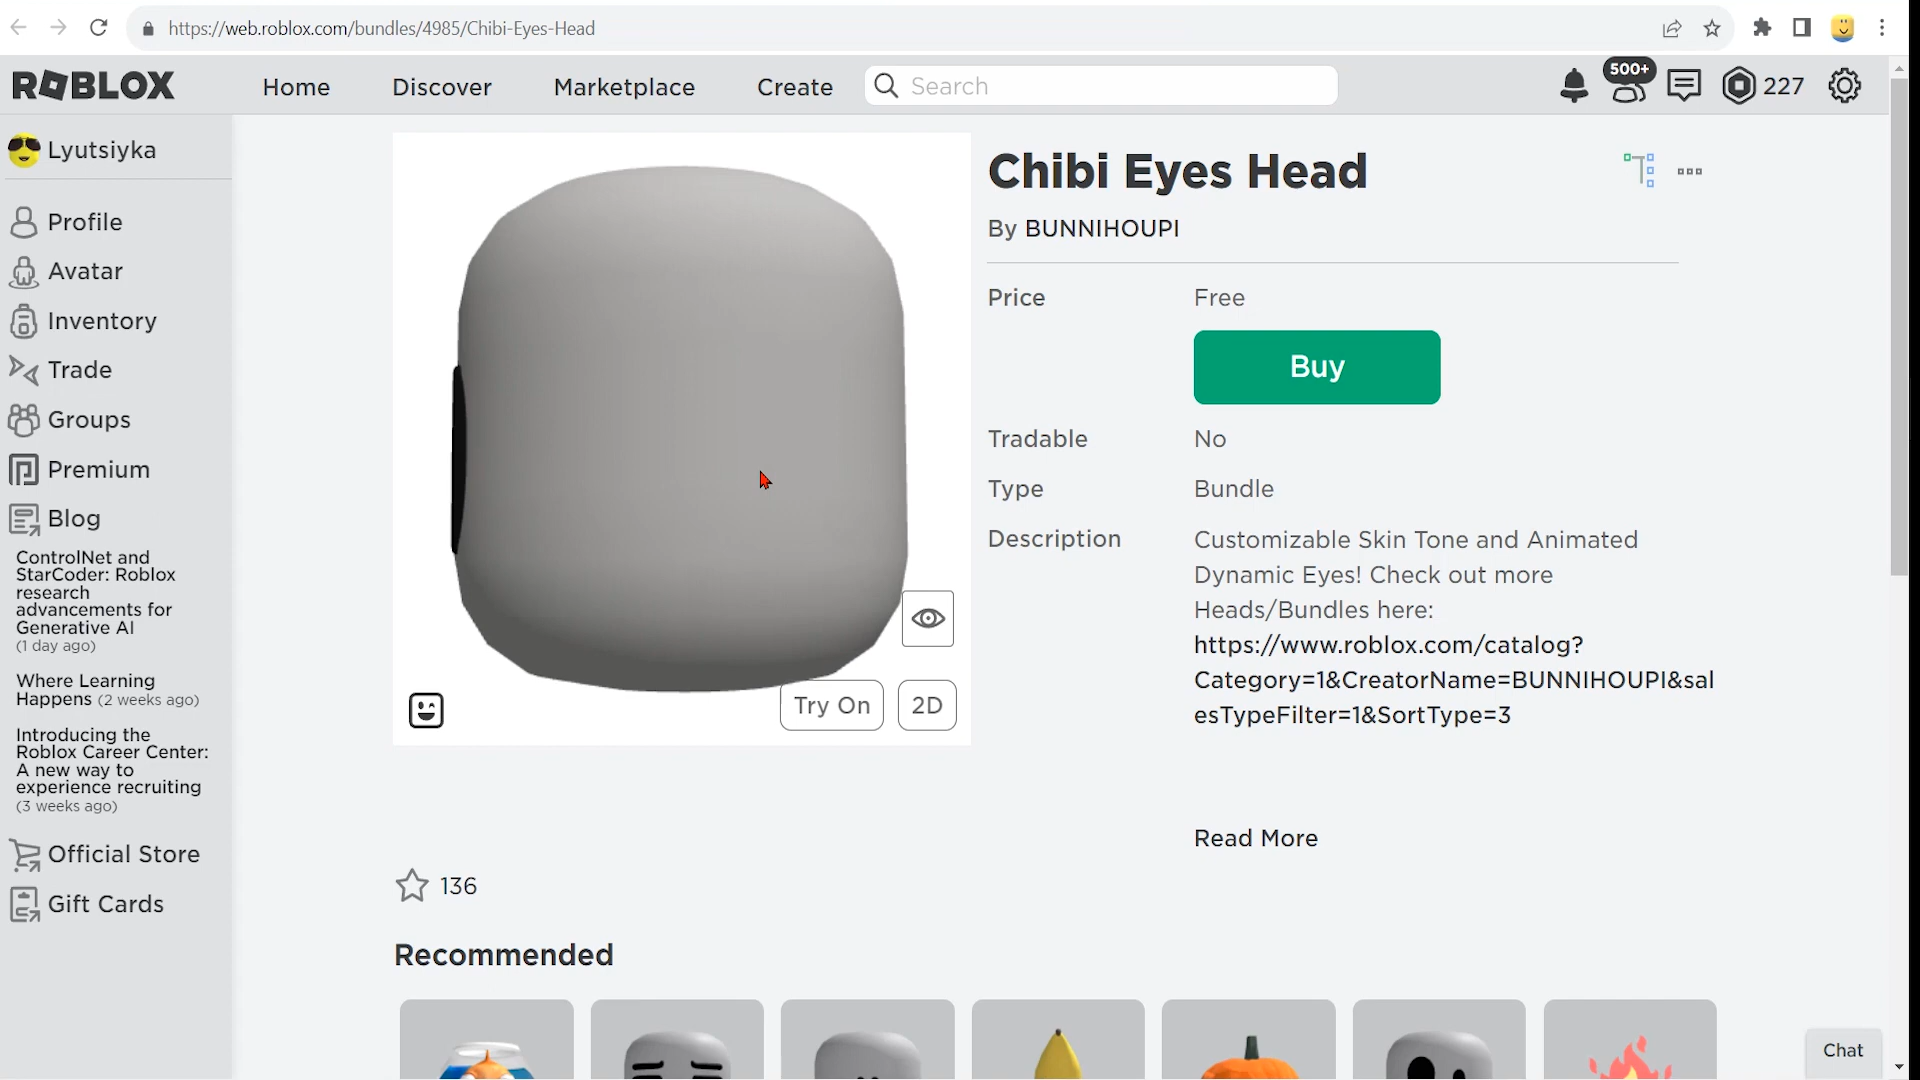 https://web.roblox.com/bundles/4985/Chibi-Eyes-Head
ROBLOX
Home
Discover
Marketplace
Create
Search
500+
227
Lyutsiyka
Profile
Avatar
Inventory
Trade
Groups
Premium
Blog
ControlNet and
StarCoder: Roblox
research
advancements for
Generative AI
(1 day ago)
Where Learning
Happens (2 weeks ago)
Introducing the
Roblox Career Center:
A new way to
experience recruiting
(3 weeks ago)
Official Store
Gift Cards
Try On
2D
136
Chibi Eyes Head
By BUNNIHOUPI
Price
Free
Buy
Tradable
No
Type
Bundle
Description
Customizable Skin Tone and Animated
Dynamic Eyes! Check out more
Heads/Bundles here:
https://www.roblox.com/catalog?
Category=1&CreatorName=BUNNIHOUPI&sal
esTypeFilter=1&SortType=3
Read More
Recommended
Chat